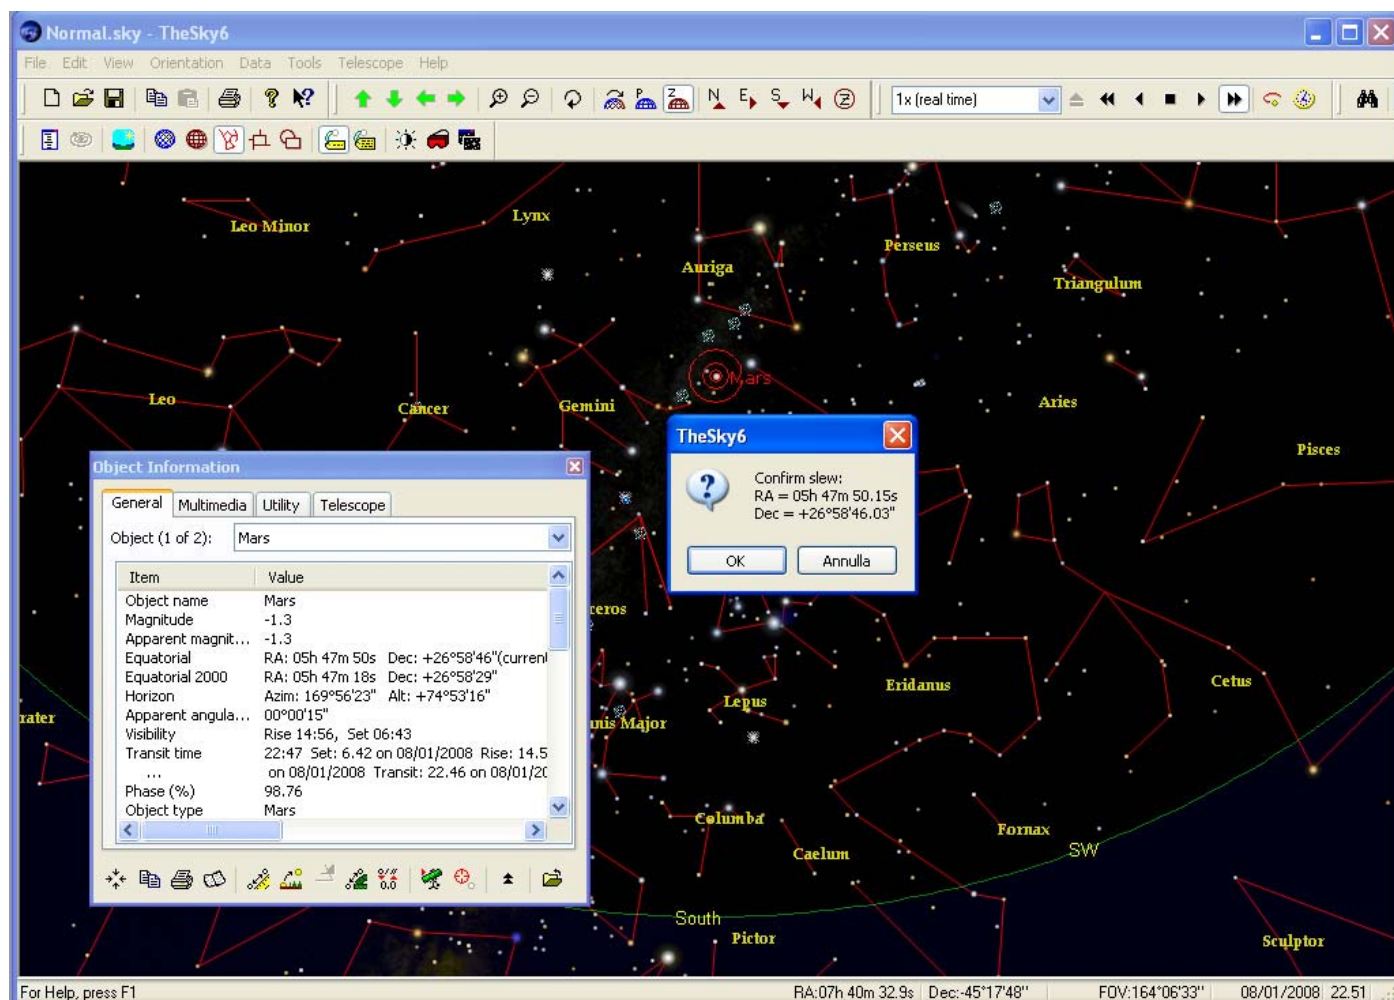 Normal.sky - TheSky6
File Edit View Orientation Data Tools Telescope Help
1x (real time)
Leo Minor
Lynx
Auriga
Perseus
Triangulum
Leo
Cancer
Gemini
Mars
Aries
Pisces
TheSky6
Confirm slew:
RA = 05h 47m 50.15s
Dec = +26°58'46.03"
OK Annulla
Object Information
General Multimedia Utility Telescope
Object (1 of 2): Mars
Item Value
Object name Mars
Magnitude -1.3
Apparent magnit... -1.3
Equatorial RA: 05h 47m 50s Dec: +26°58'46"(current
Equatorial 2000 RA: 05h 47m 18s Dec: +26°58'29"
Horizon Azim: 169°56'23" Alt: +74°53'16"
Apparent angula... 00°00'15"
Visibility Rise 14:56, Set 06:43
Transit time 22:47 Set: 6.42 on 08/01/2008 Rise: 14.5
... on 08/01/2008 Transit: 22.46 on 08/01/20
Phase (%) 98.76
Object type Mars
ceros
rater
nis Major
Lepus
Eridanus
Cetus
Columba
Caelum
Fornax
SW
South
Pictor
Sculptor
For Help, press F1
RA:07h 40m 32.9s Dec:-45°17'48" FOV:164°06'33" 08/01/2008 22.51